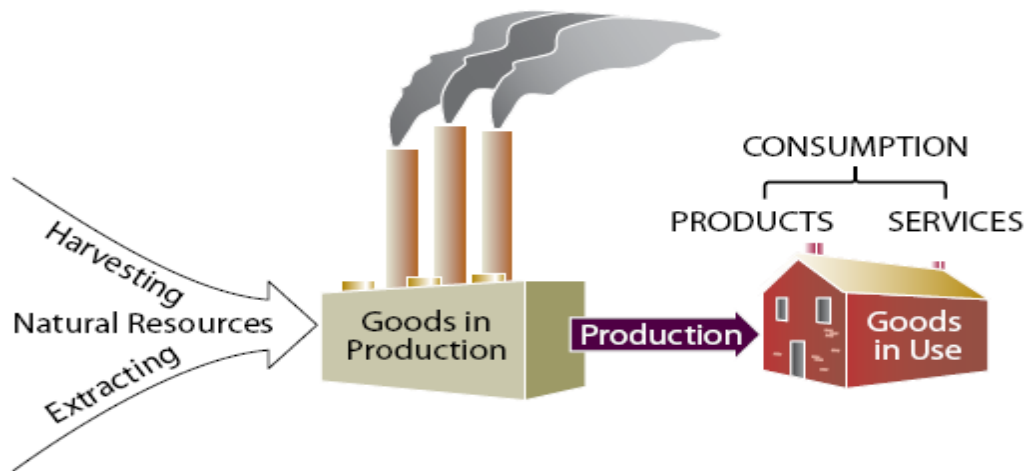 Harvesting
Natural Resources
Extracting
Goods in
Production
Production
CONSUMPTION
PRODUCTS
SERVICES
Goods
in Use